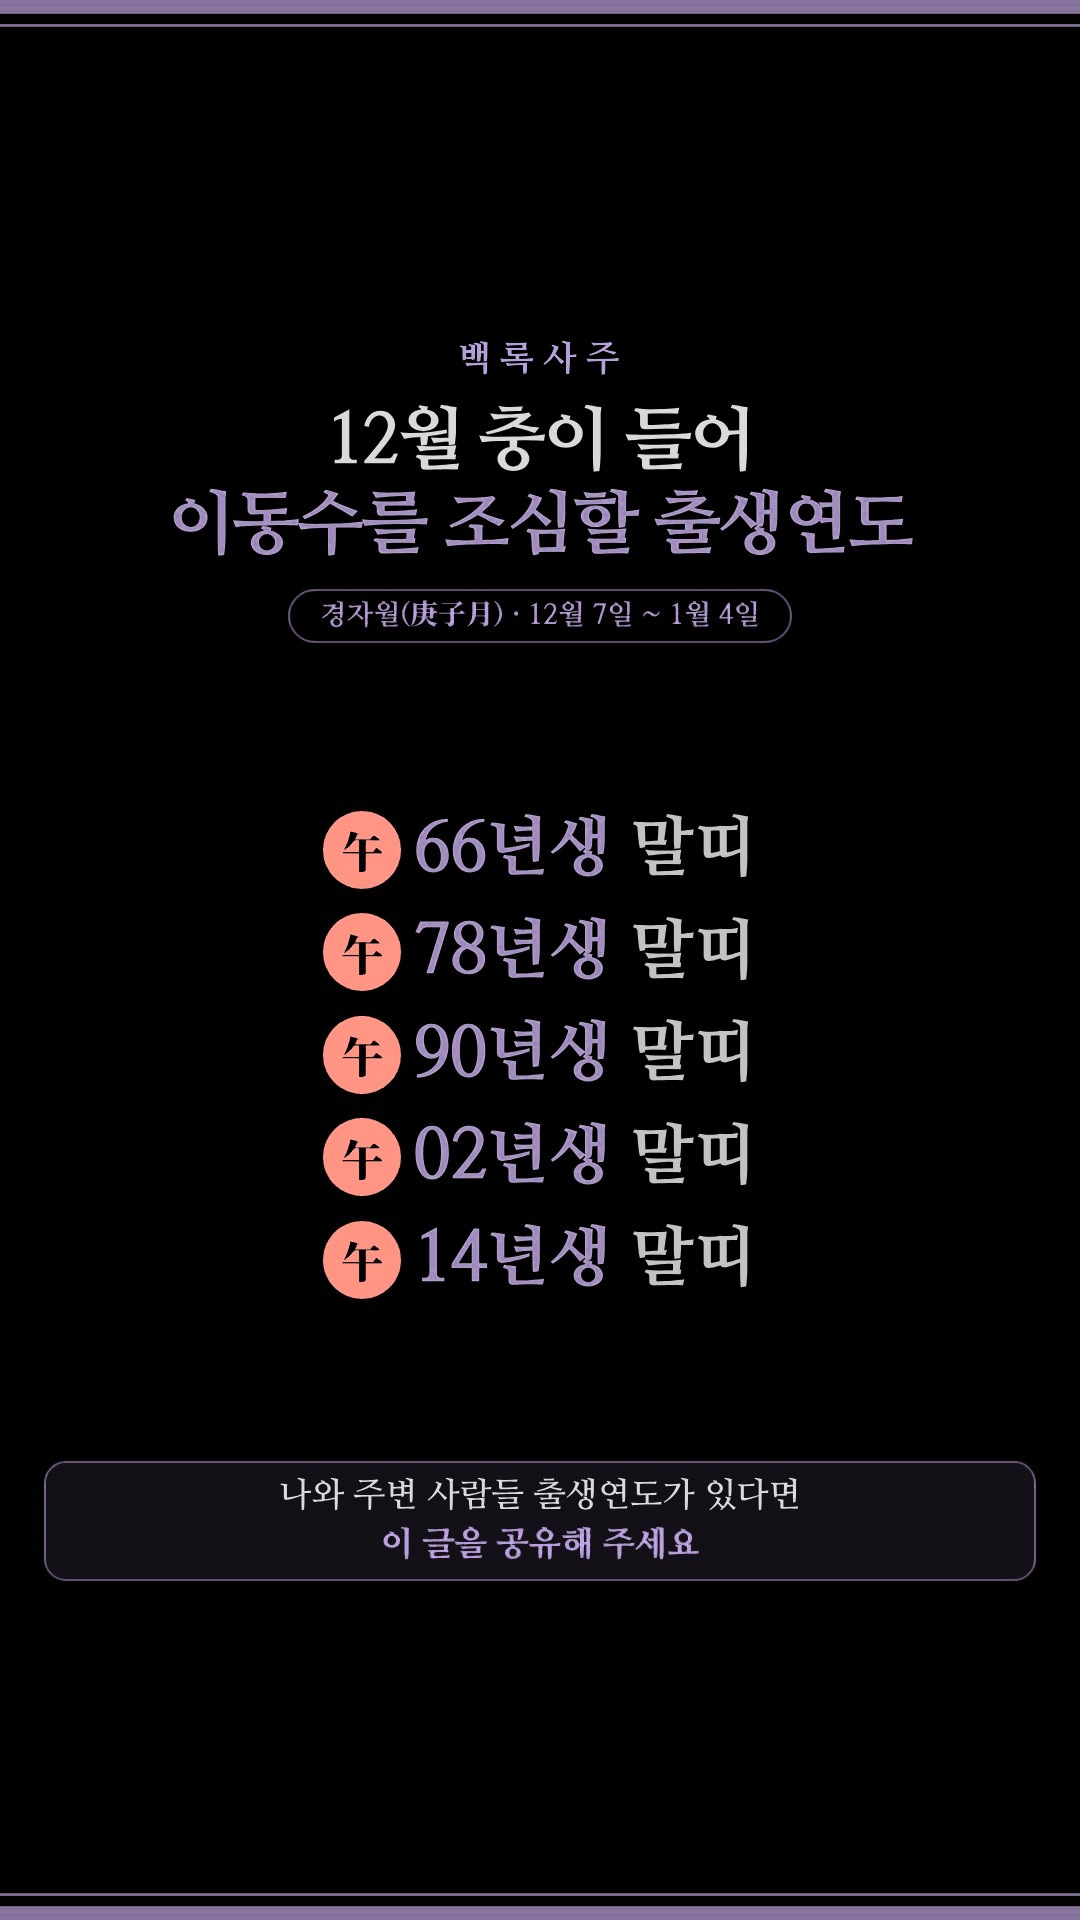 백록사주
12월 충이 들어
이동수를 조심할 출생연도
경자월(庚子月) · 12월 7일 ~ 1월 4일
午 66년생 말띠
午 78년생 말띠
午 90년생 말띠
午 02년생 말띠
午 14년생 말띠
나와 주변 사람들 출생연도가 있다면
이 글을 공유해 주세요